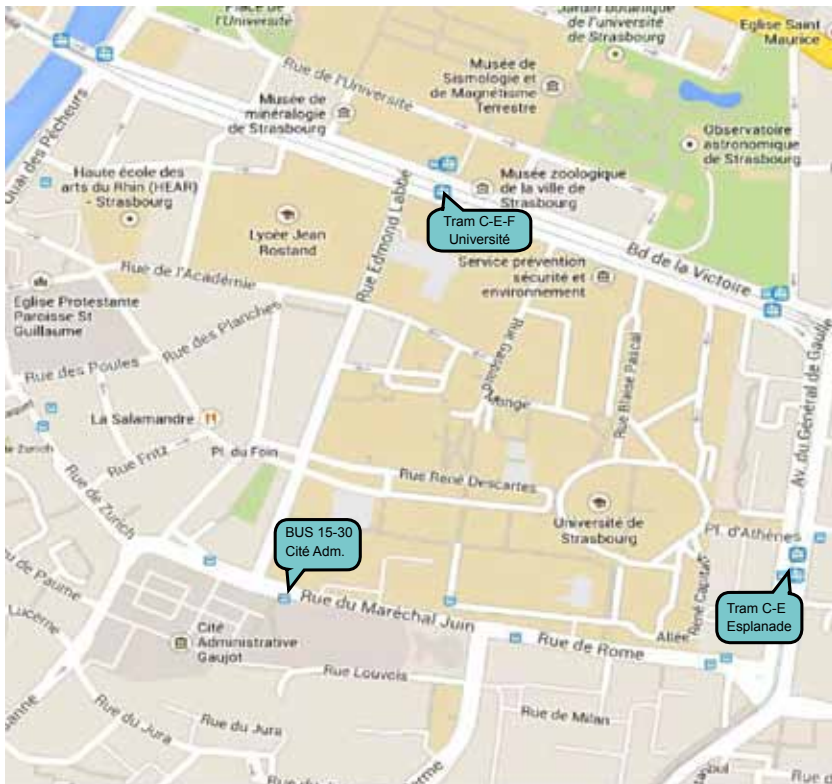 Place de
l'Université
Jardin botanique
de l'université
de Strasbourg
Eglise Saint
Maurice
Rue de l'Université
Musée de
Sismologie et
de Magnétisme
Terrestre
Musée de
minéralogie
de Strasbourg
Observatoire
astronomique
de Strasbourg
Quai des Pêcheurs
Haute école des
arts du Rhin (HEAR)
- Strasbourg
Musée zoologique
de la ville de
Strasbourg
Tram C-E-F
Université
Lycée Jean
Rostand
Rue Edmond Labbé
Bd de la Victoire
Service prévention
sécurité et
environnement
Rue de l'Académie
Eglise Protestante
Paroisse St
Guillaume
Rue des Planches
Rue Gaspard
Monge
Rue Blaise Pascal
Av. du Général de Gaulle
Rue des Poules
La Salamandre
de Zurich
Rue Fritz
Pl. du Foin
Rue René Descartes
Rue de Zurich
Université de
Strasbourg
Pl. d'Athènes
BUS 15-30
Cité Adm.
Tram C-E
Esplanade
de Paume
Rue du Maréchal Juin
Allée René Capitant
Lucerne
Cité
Administrative
Gaujot
Rue de Rome
Rue Louvois
Rue du Jura
Rue du Jura
Rue de Milan